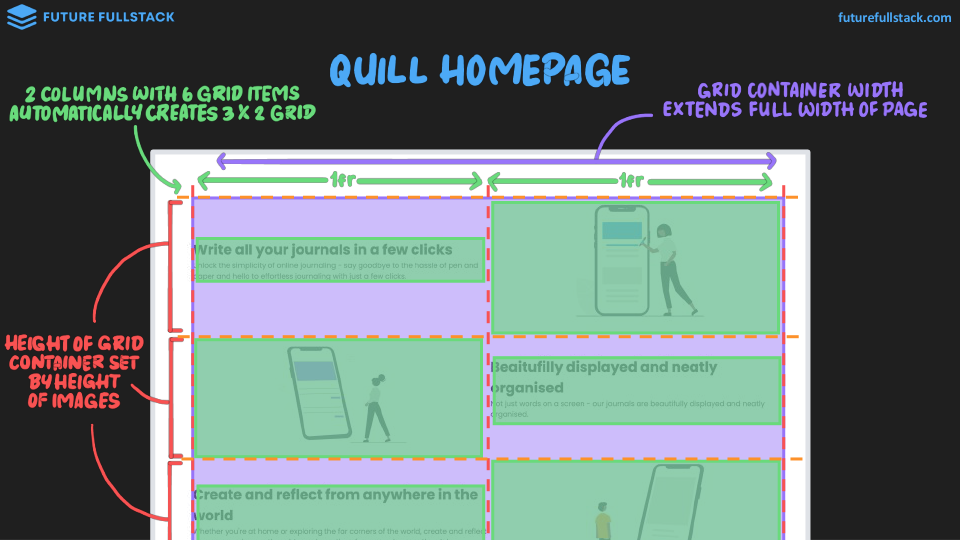 FUTURE FULLSTACK
futurefullstack.com
QUILL HOMEPAGE
2 COLUMNS WITH 6 GRID ITEMS
AUTOMATICALLY CREATES 3 X 2 GRID
GRID CONTAINER WIDTH
EXTENDS FULL WIDTH OF PAGE
1fr
1fr
Write all your journals in a few clicks
Unlock the simplicity of online journaling - say goodbye to the hassle of pen and
paper and hello to effortless journaling with just a few clicks.
HEIGHT OF GRID
CONTAINER SET
BY HEIGHT
OF IMAGES
Beaitufilly displayed and neatly
organised
Not just words on a screen - our journals are beautifully displayed and neatly
organised.
Create and reflect from anywhere in the
world
Whether you're at home or exploring the far corners of the world, create and reflect